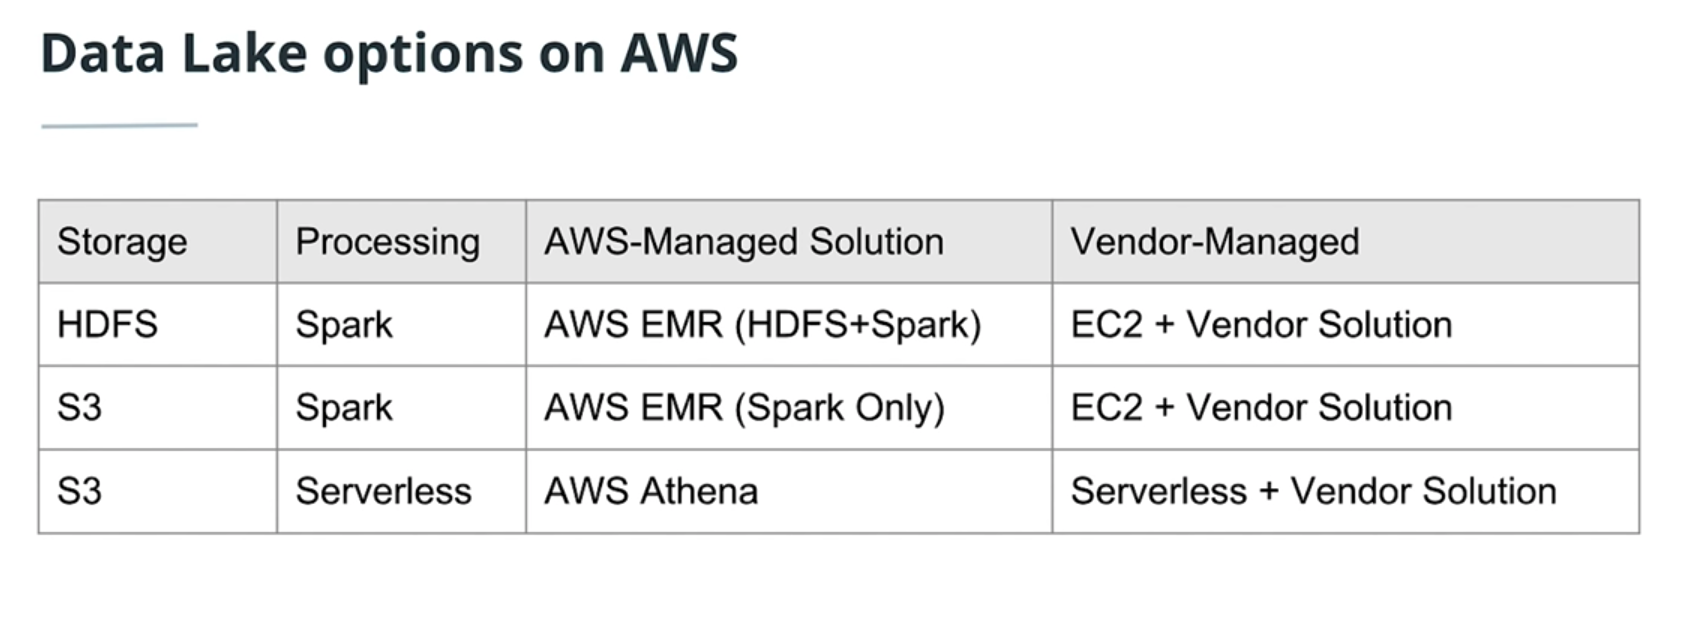 Data Lake options on AWS
Storage Processing AWS-Managed Solution Vendor-Managed
HDFS Spark AWS EMR (HDFS+Spark) EC2 + Vendor Solution
S3 Spark AWS EMR (Spark Only) EC2 + Vendor Solution
S3 Serverless AWS Athena Serverless + Vendor Solution